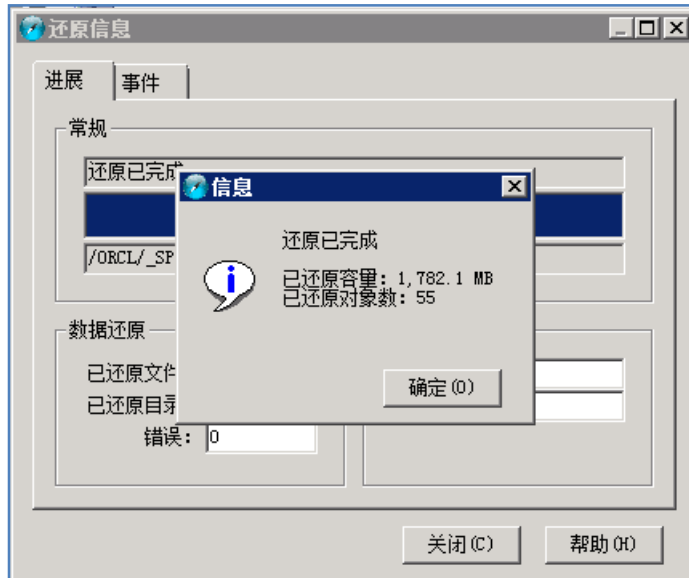 还原信息
进展
事件
常规
还原已完成
信息
还原已完成
已还原容量: 1,782.1 MB
已还原对象数: 55
确定(O)
/ORCL/_SP
数据还原
已还原文件
已还原目录
错误: 0
关闭(C)
帮助(H)